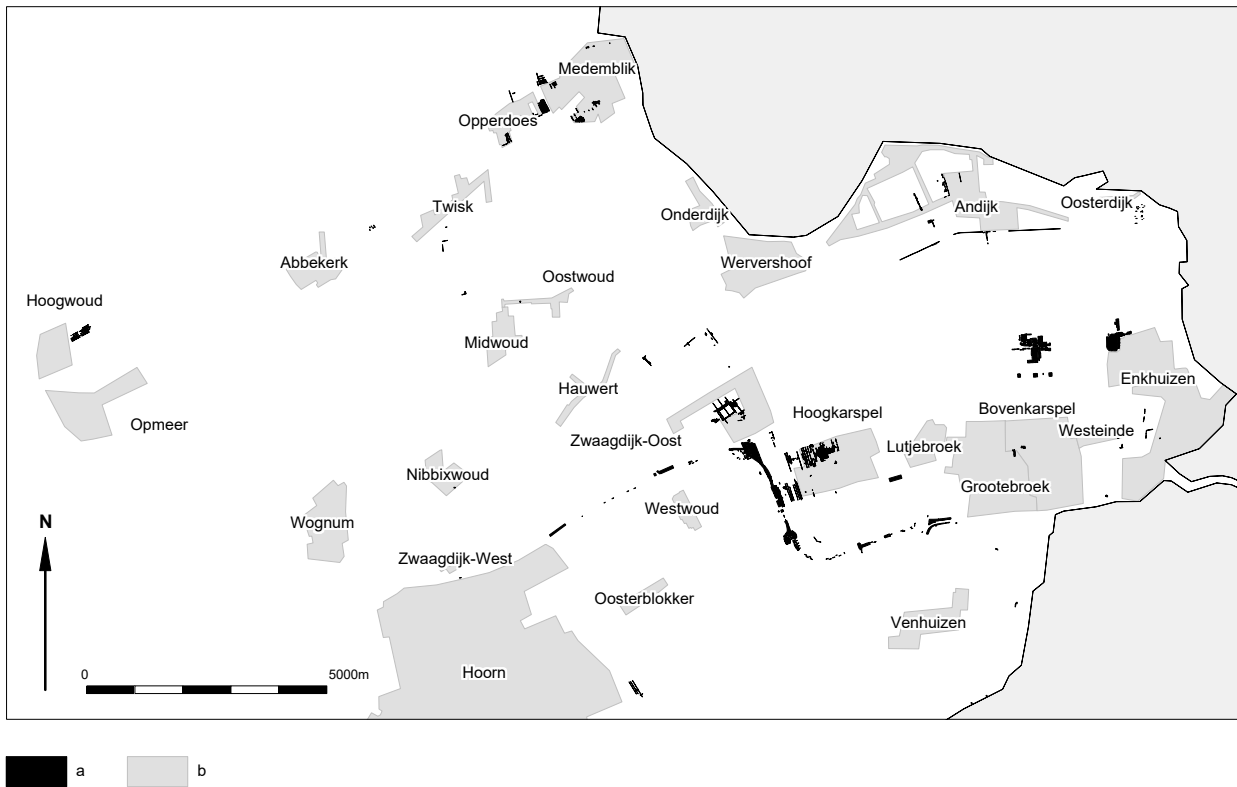 Medemblik
Opperdoes
Twisk
Onderdijk
Andijk
Oosterdijk
Abbekerk
Wervershoof
Oostwoud
Hoogwoud
Midwoud
Enkhuizen
Hauwert
Opmeer
Hoogkarspel
Bovenkarspel
Westeinde
Zwaagdijk-Oost
Lutjebroek
Nibbixwoud
Grootebroek
Westwoud
Wognum
N
Zwaagdijk-West
Oosterblokker
Venhuizen
Hoorn
0
5000m
a
b